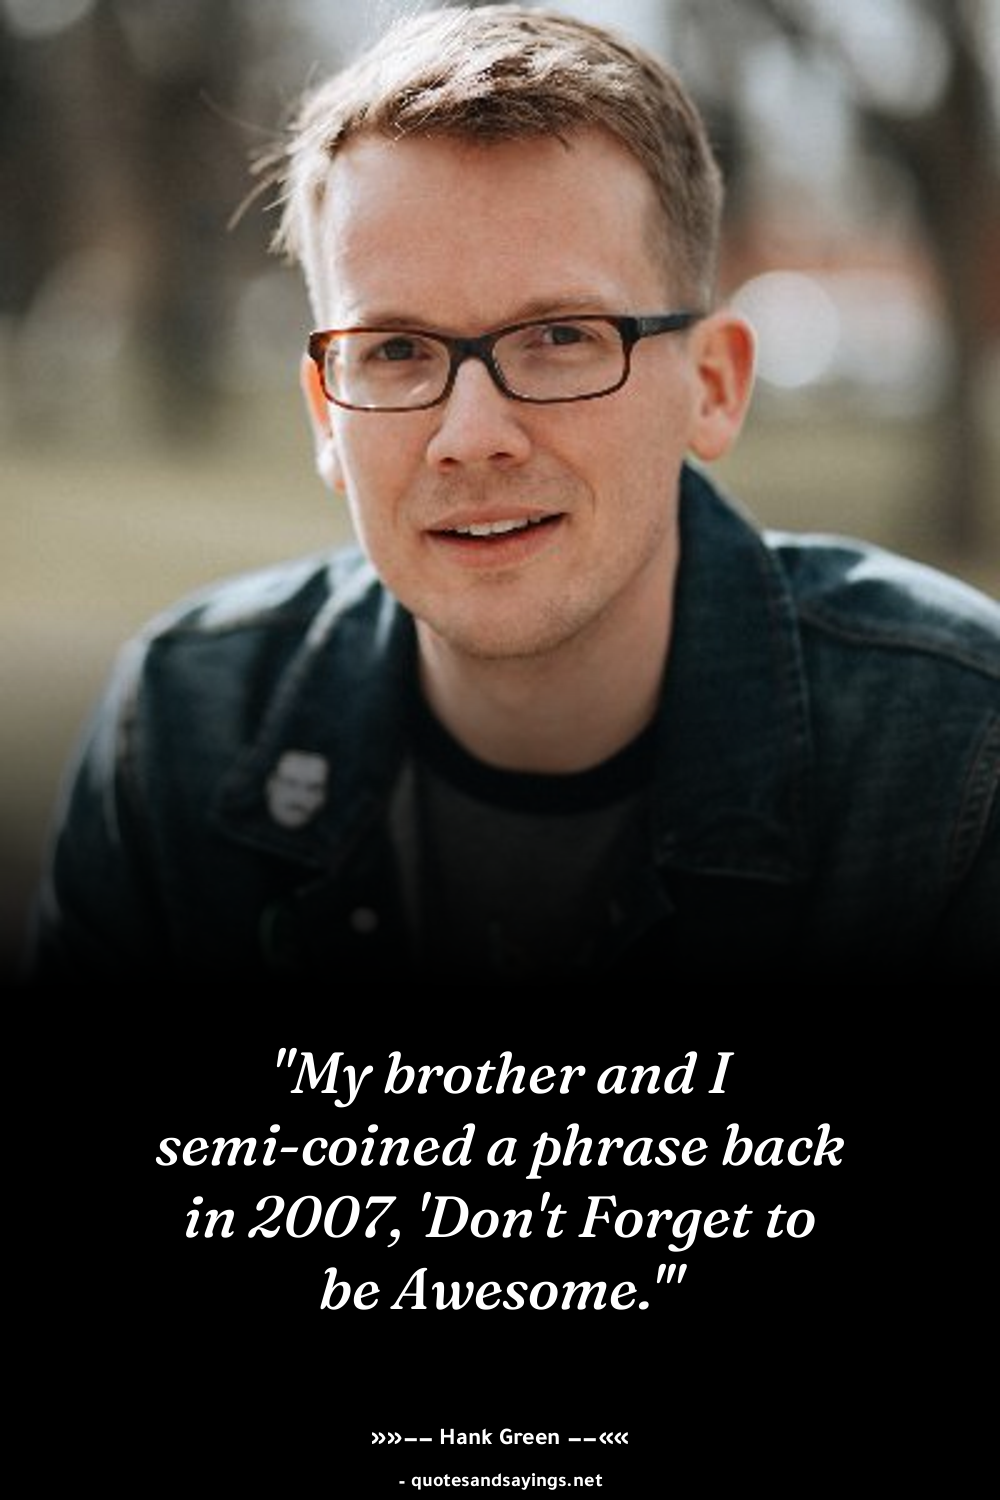 "My brother and I
semi-coined a phrase back
in 2007, 'Don't Forget to
be Awesome.'"
»»−− Hank Green −−««
- quotesandsayings.net